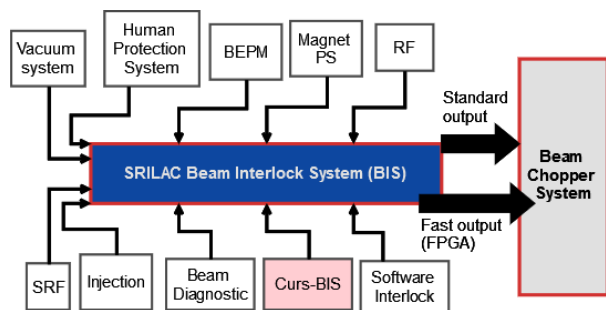 Vacuum
system
Human
Protection
System
BEPM
Magnet
PS
RF
Standard
output
SRILAC Beam Interlock System (BIS)
Beam
Chopper
System
Fast output
(FPGA)
SRF
Injection
Beam
Diagnostic
Curs-BIS
Software
Interlock